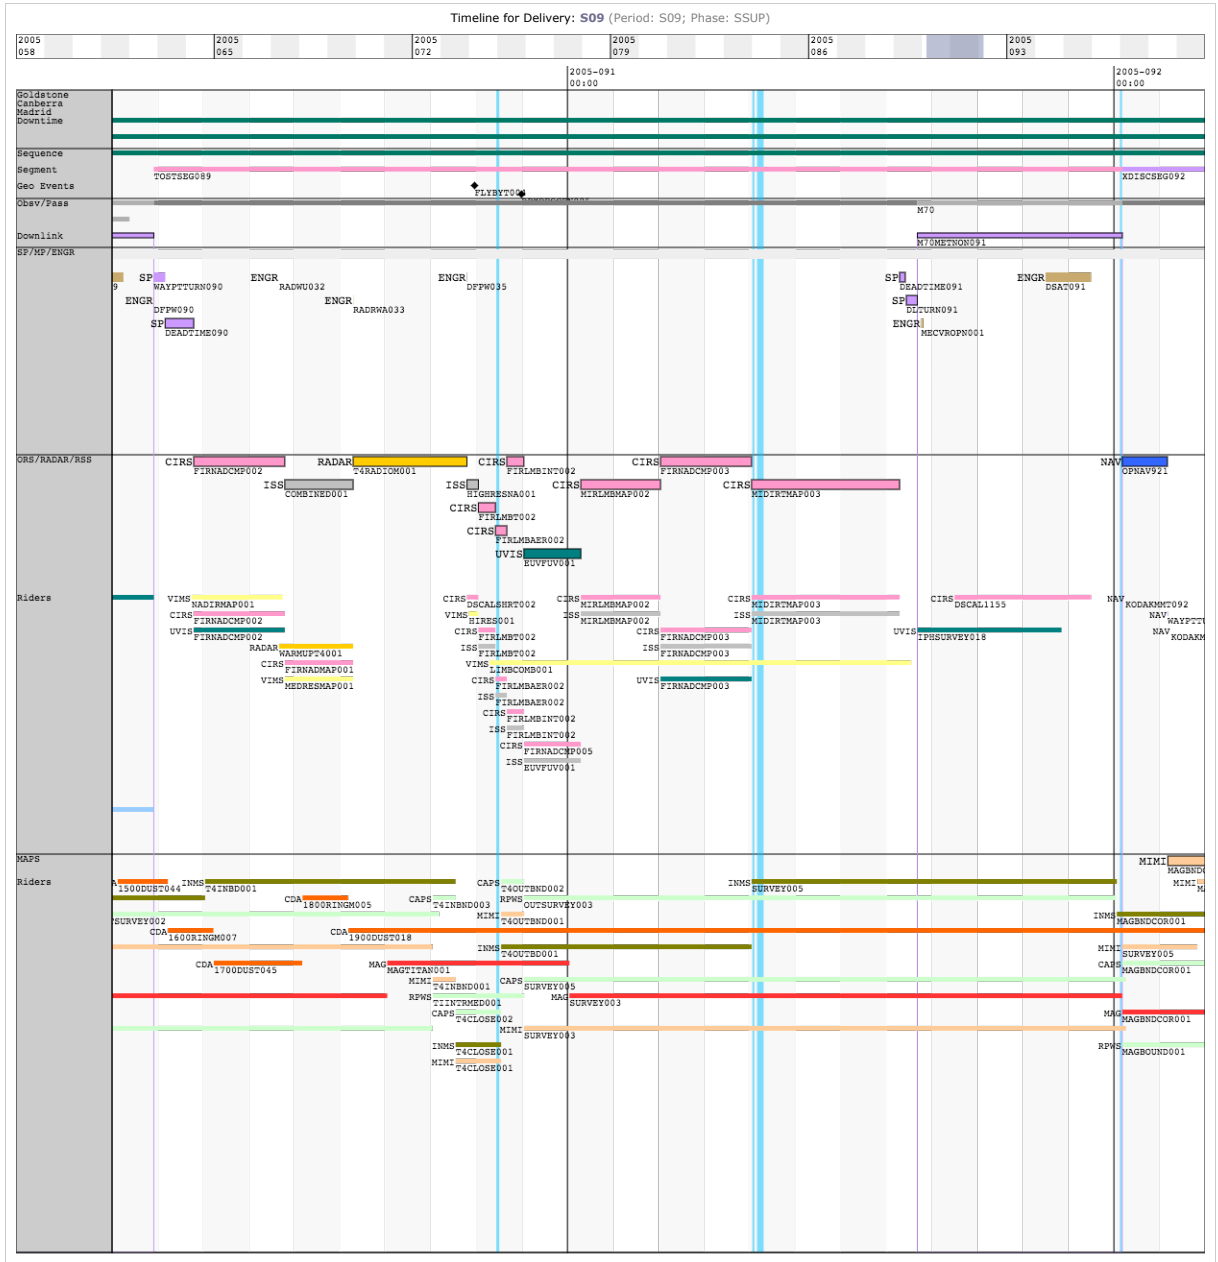 Timeline for Delivery: S09 (Period: S09; Phase: SSUP)
2005 2005 2005 2005 2005 2005
058 065 072 079 086 093
2005-091 2005-092
00:00 00:00
Goldstone
Canberra
Madrid
Downtime
Sequence
Segment
TOSTSEG089 XDISCSEG092
Geo Events
FLYBYT004
Obsv/Pass
M70
Downlink
M70METNON091
SP/MP/ENGR
SP ENGR ENGR SP ENGR
9 WAYPTTURN090 RADWU032 DFPW035 DEADTIME091 DSAT091
ENGR ENGR SP
DFPW090 RADRWA033 DLTURN091
SP ENGR
DEADTIME090 MECVROPN001
ORS/RADAR/RSS
CIRS RADAR CIRS CIRS NAV
FIRNADCMP002 T4RADIOM001 FIRLMBINT002 FIRNADCMP003 OPNAV921
ISS ISS CIRS CIRS
COMBINED001 HIGHRESNA001 MIRLMBMAP002 MIDIRTMAP003
CIRS
FIRLMBT002
CIRS
FIRLMBAER002
UVIS
EUVFUV001
Riders
VIMS CIRS CIRS CIRS CIRS NAV
NADIRMAP001 DSCALSHRT002 MIRLMBMAP002 MIDIRTMAP003 DSCAL1155 KODAKMMT092
CIRS VIMS ISS ISS NAV
FIRNADCMP002 HIRES001 MIRLMBMAP002 MIDIRTMAP003 WAYPTTU
UVIS CIRS CIRS UVIS NAV
FIRNADCMP002 FIRLMBT002 FIRNADCMP003 IPHSURVEY018 KODAKM
RADAR ISS ISS
WARMUPT4001 FIRLMBT002 FIRNADCMP003
CIRS VIMS
FIRNADMAP001 LIMBCOMB001
VIMS CIRS UVIS
MEDRESMAP001 FIRLMBAER002 FIRNADCMP003
ISS
FIRLMBAER002
CIRS
FIRLMBINT002
ISS
FIRLMBINT002
CIRS
FIRNADCMP005
ISS
EUVFUV001
MAPS
MIMI
MAGBND
Riders
A INMS CAPS INMS MIMI
1500DUST044 T4INBD001 T4OUTBND002 SURVEY005
CDA CAPS RPWS
1800RINGM005 T4INBND003 OUTSURVEY003
MIMI INMS
SURVEY002 T4OUTBND001 MAGBNDCOR001
CDA CDA
1600RINGM007 1900DUST018
INMS MIMI
T4OUTBD001 SURVEY005
CDA MAG CAPS
1700DUST045 MAGTITAN001 MAGBNDCOR001
MIMI CAPS
T4INBND001 SURVEY005
RPWS MAG
TIINTRMED001 SURVEY003
CAPS MAG
T4CLOSE002 MAGBNDCOR001
MIMI
SURVEY003
INMS RPWS
T4CLOSE001 MAGBOUND001
MIMI
T4CLOSE001